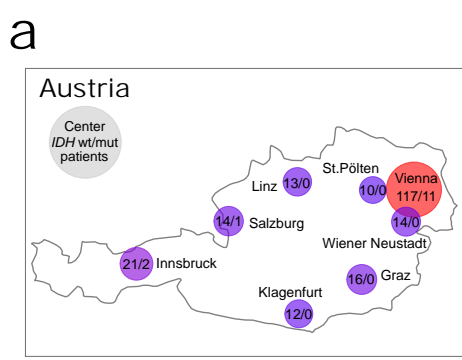 a
Austria
Center
IDH wt/mut
patients
St.Pölten
Vienna
117/11
Linz
13/0
10/0
14/1
Salzburg
14/0
Wiener Neustadt
21/2
Innsbruck
16/0
Graz
Klagenfurt
12/0